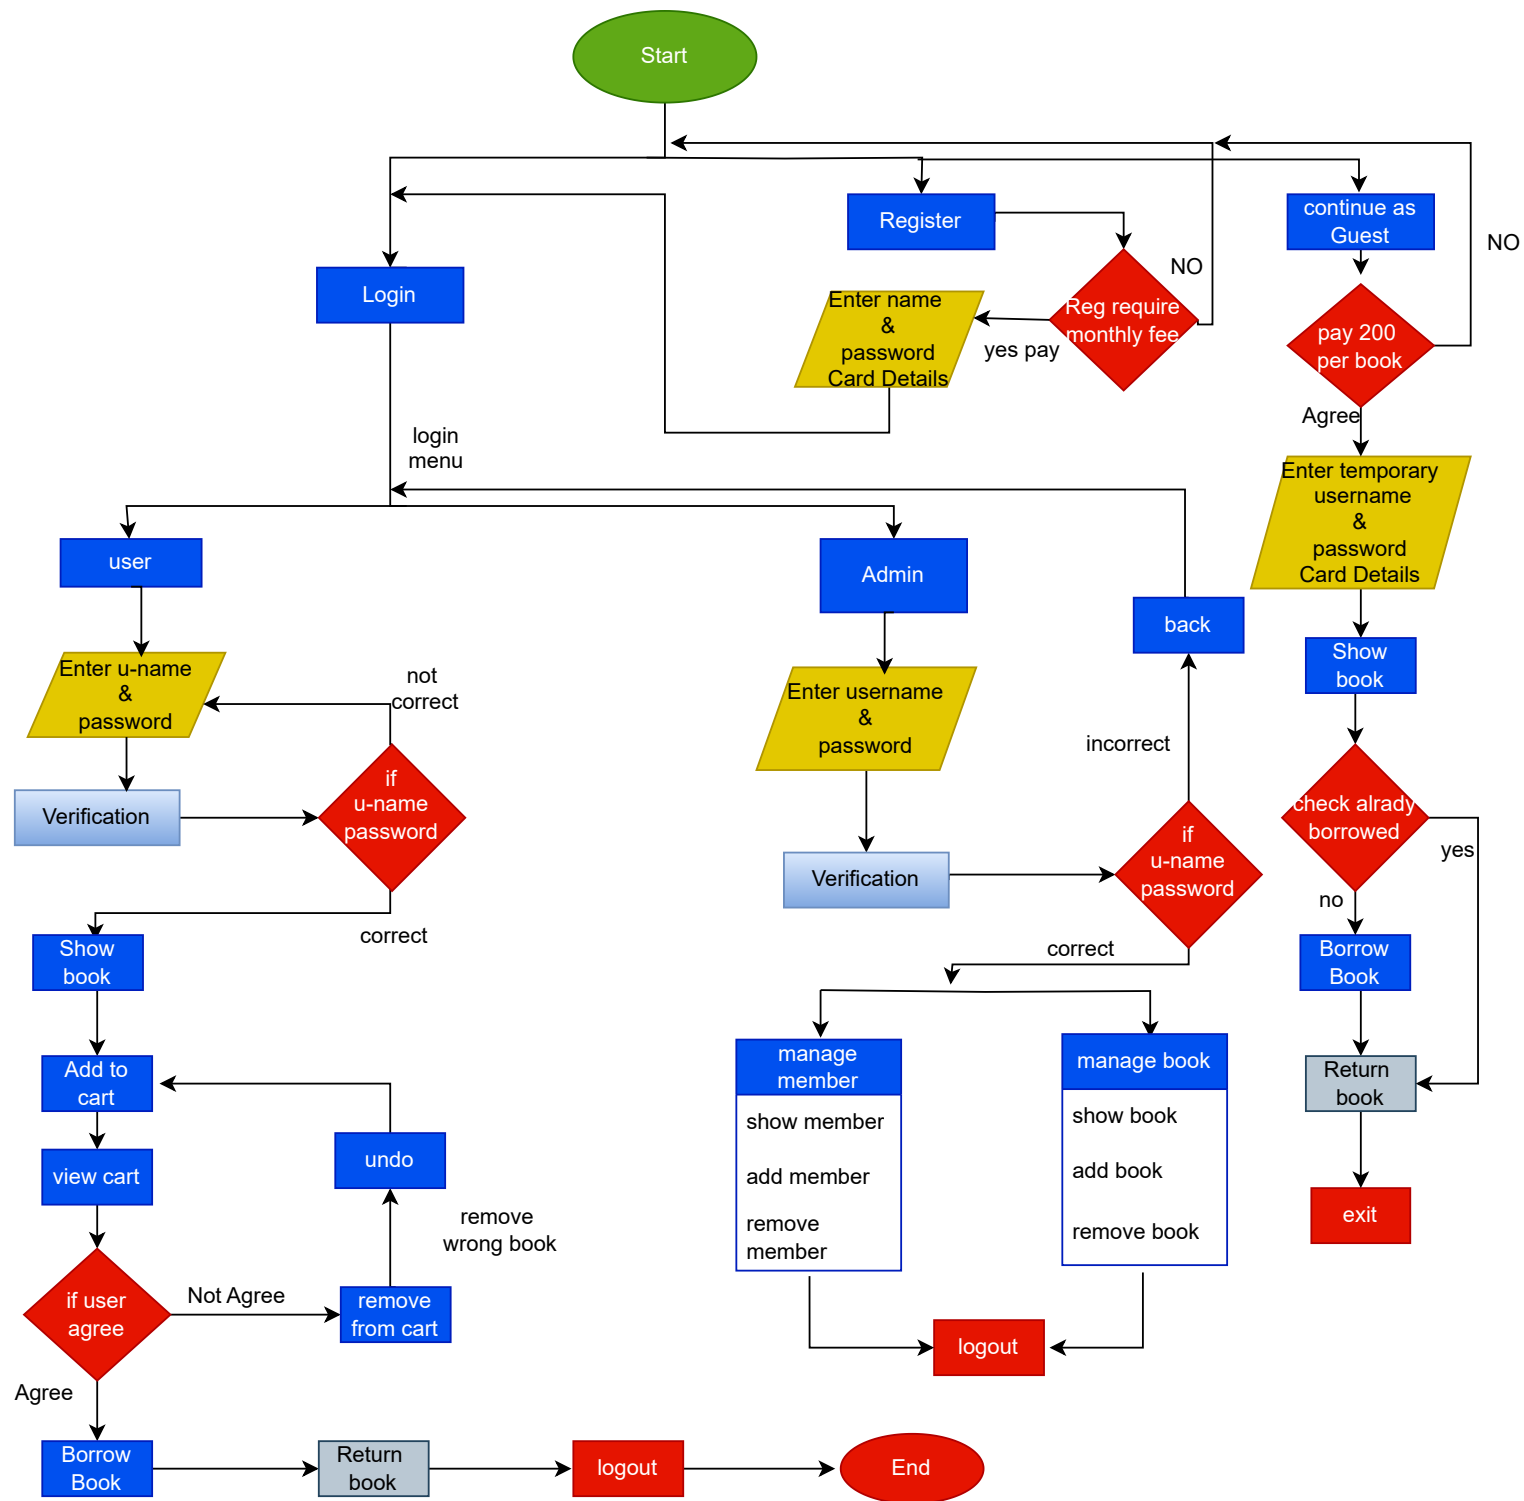 Start
continue as
Guest
Register
NO
NO
Login
Enter name
&
password
Card Details
Reg require
monthly fee
yes pay
pay 200
per book
Agree
login
menu
Enter temporary
username
&
password
Card Details
user
Admin
back
Show
book
Enter u-name
&
password
not
correct
Enter username
&
password
incorrect
if
u-name
password
Verification
check alrady
borrowed
yes
no
if
u-name
password
Verification
correct
correct
Show
book
Borrow
Book
manage
member
show member
add member
remove
member
manage book
show book
add book
remove book
Return
book
exit
Add to
cart
view cart
undo
remove
wrong book
if user
agree
Not Agree
remove
from cart
logout
Agree
Borrow
Book
Return
book
logout
End